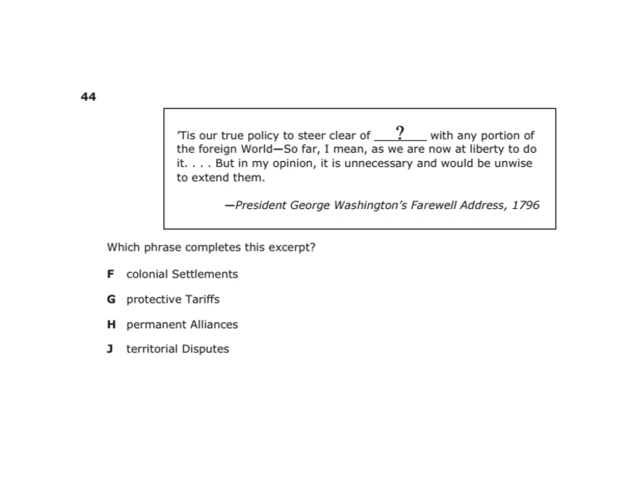 44
’Tis our true policy to steer clear of ___?___ with any portion of
the foreign World—So far, I mean, as we are now at liberty to do
it. . . . But in my opinion, it is unnecessary and would be unwise
to extend them.
—President George Washington’s Farewell Address, 1796
Which phrase completes this excerpt?
F colonial Settlements
G protective Tariffs
H permanent Alliances
J territorial Disputes